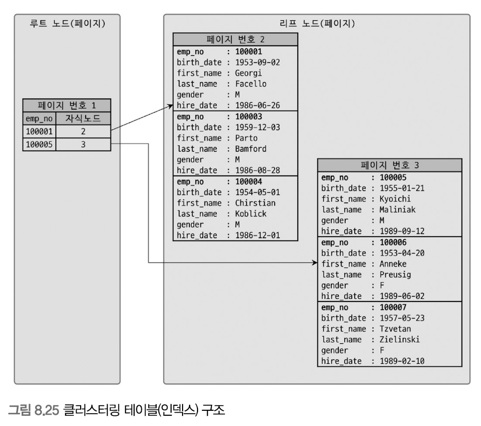 루트 노드(페이지)
페이지 번호 1
emp_no 자식노드
100001 2
100005 3
리프 노드(페이지)
페이지 번호 2
emp_no : 100001
birth_date : 1953-09-02
first_name : Georgi
last_name : Facello
gender : M
hire_date : 1986-06-26
emp_no : 100003
birth_date : 1959-12-03
first_name : Parto
last_name : Bamford
gender : M
hire_date : 1986-08-28
emp_no : 100004
birth_date : 1954-05-01
first_name : Chirstian
last_name : Koblick
gender : M
hire_date : 1986-12-01
페이지 번호 3
emp_no : 100005
birth_date : 1955-01-21
first_name : Kyoichi
last_name : Maliniak
gender : M
hire_date : 1989-09-12
emp_no : 100006
birth_date : 1953-04-20
first_name : Anneke
last_name : Preusig
gender : F
hire_date : 1989-06-02
emp_no : 100007
birth_date : 1957-05-23
first_name : Tzvetan
last_name : Zielinski
gender : F
hire_date : 1989-02-10
그림 8.25 클러스터링 테이블(인덱스) 구조